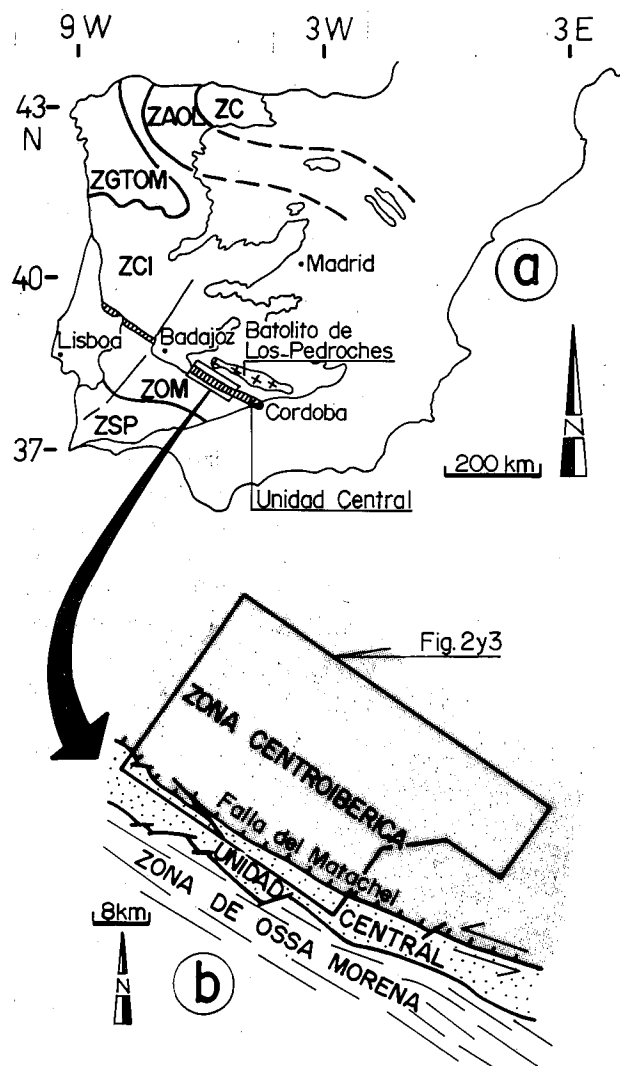 9 W 3 W 3 E
43
N
ZAOL ZC
ZGTOM
ZCI
40
Madrid
a
Lisboa Badajoz Batolito de
Los-Pedroches
ZOM
Cordoba
ZSP
37
N
200 km
Unidad Central
Fig. 2y3
ZONA CENTROIBERICA
Falla del Matachel
UNIDAD CENTRAL
ZONA DE OSSA MORENA
8km
N
b